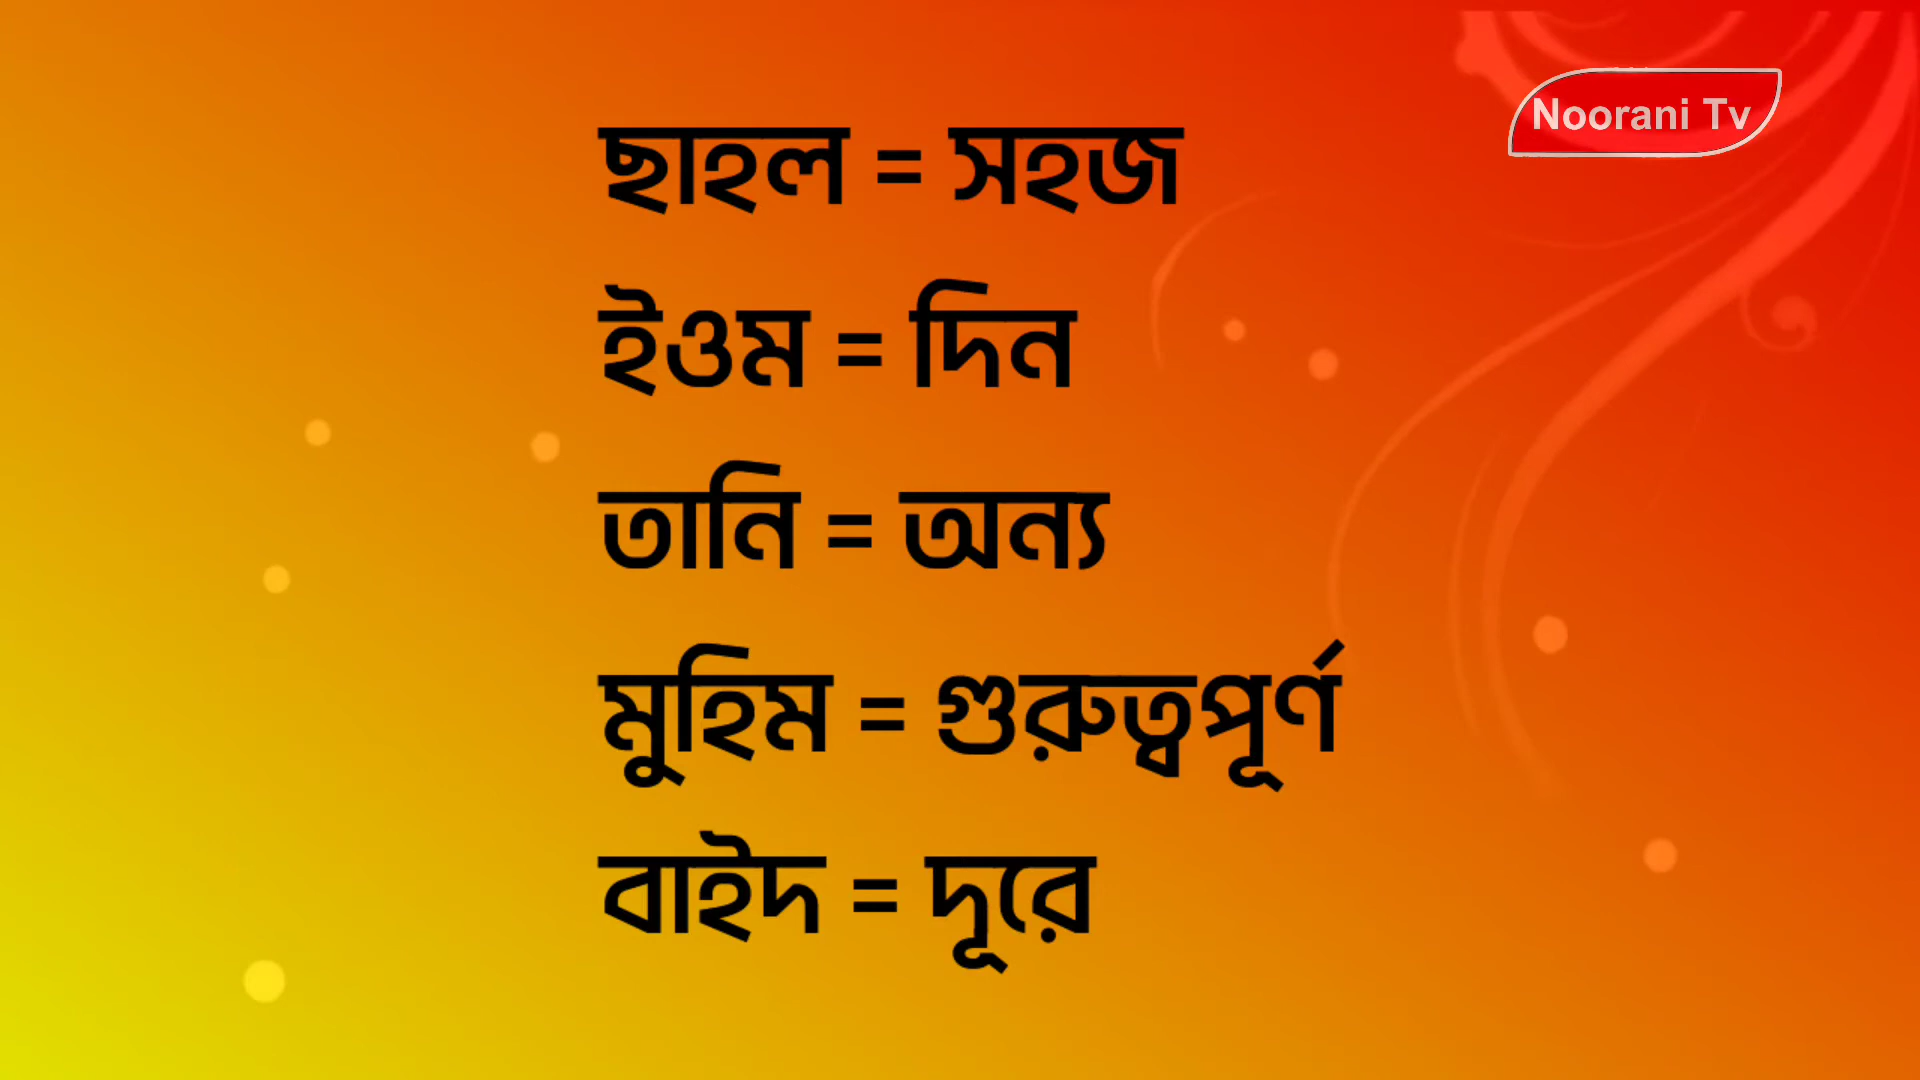 Noorani Tv
ছাহল = সহজ
ইওম = দিন
তানি = অন্য
মুহিম = গুরুত্বপূর্ণ
বাইদ = দূরে